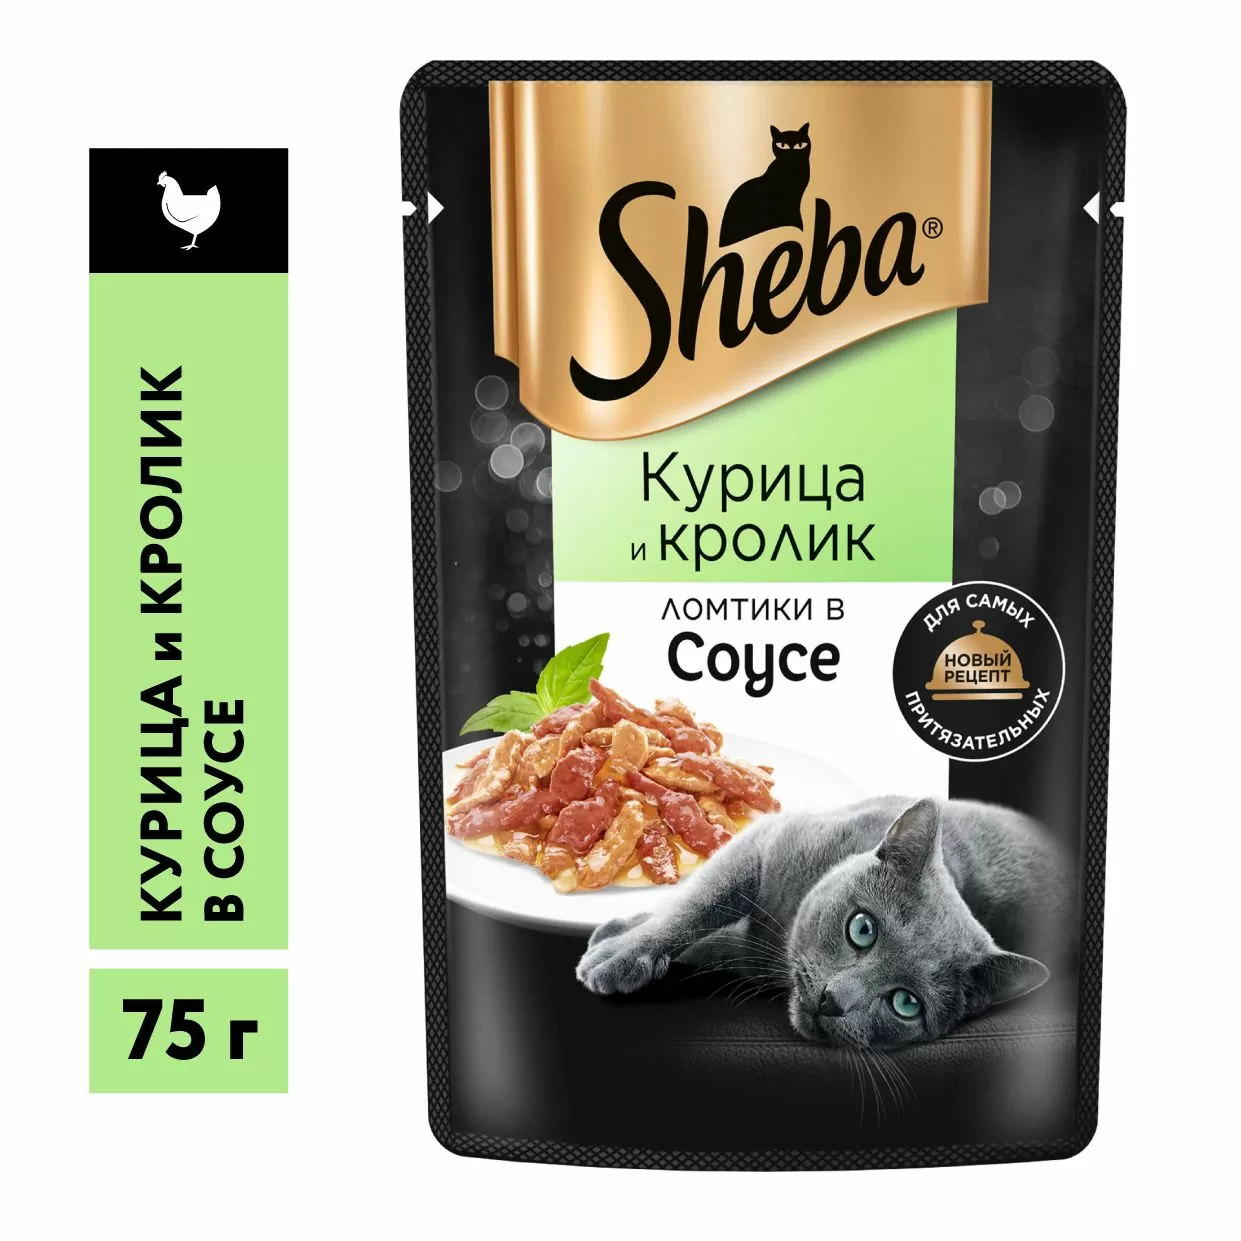 КУРИЦА и КРОЛИК
В СОУСЕ
75 г
Sheba®
Курица
и кролик
ломтики в
Соусе
ДЛЯ САМЫХ
НОВЫЙ
РЕЦЕПТ
ПРИТЯЗАТЕЛЬНЫХ